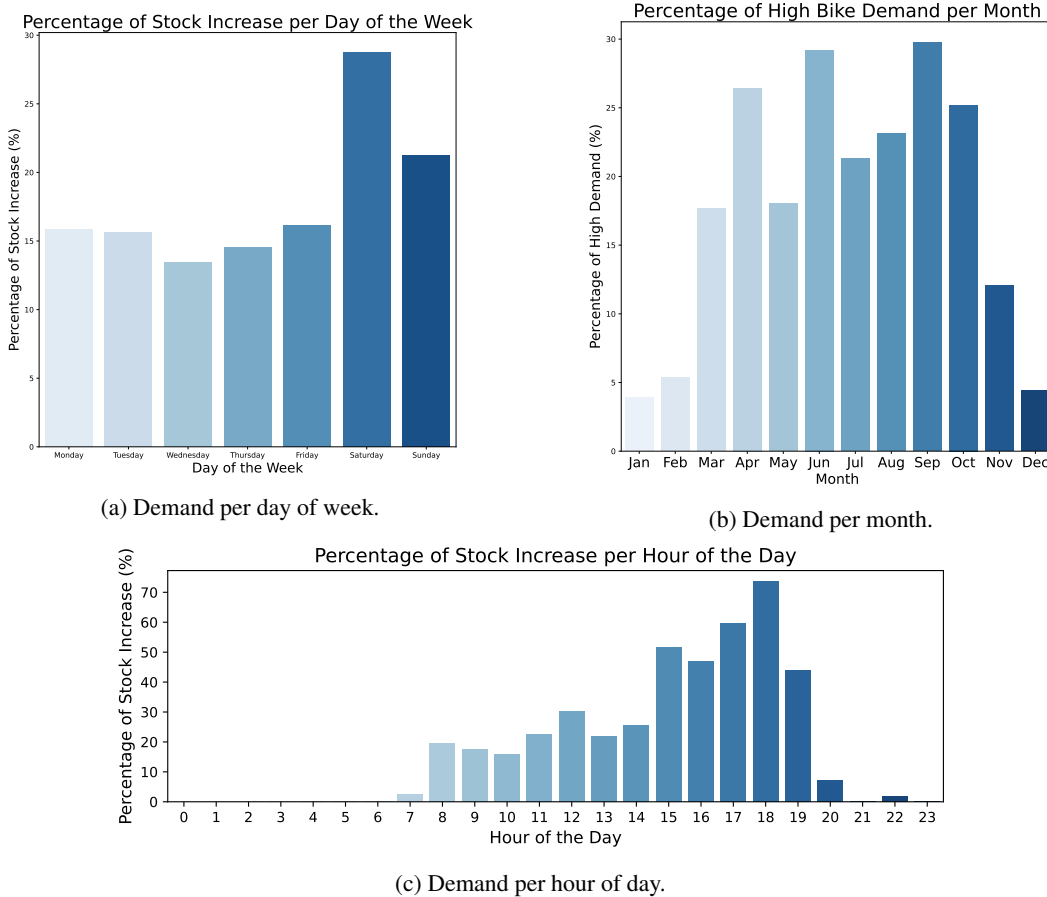 Percentage of Stock Increase per Day of the Week
Percentage of Stock Increase (%)
30
25
20
15
10
5
0
Monday Tuesday Wednesday Thursday Friday Saturday Sunday
Day of the Week
(a) Demand per day of week.
Percentage of High Bike Demand per Month
Percentage of High Demand (%)
30
25
20
15
10
5
0
Jan Feb Mar Apr May Jun Jul Aug Sep Oct Nov Dec
Month
(b) Demand per month.
Percentage of Stock Increase per Hour of the Day
Percentage of Stock Increase (%)
70
60
50
40
30
20
10
0
0 1 2 3 4 5 6 7 8 9 10 11 12 13 14 15 16 17 18 19 20 21 22 23
Hour of the Day
(c) Demand per hour of day.